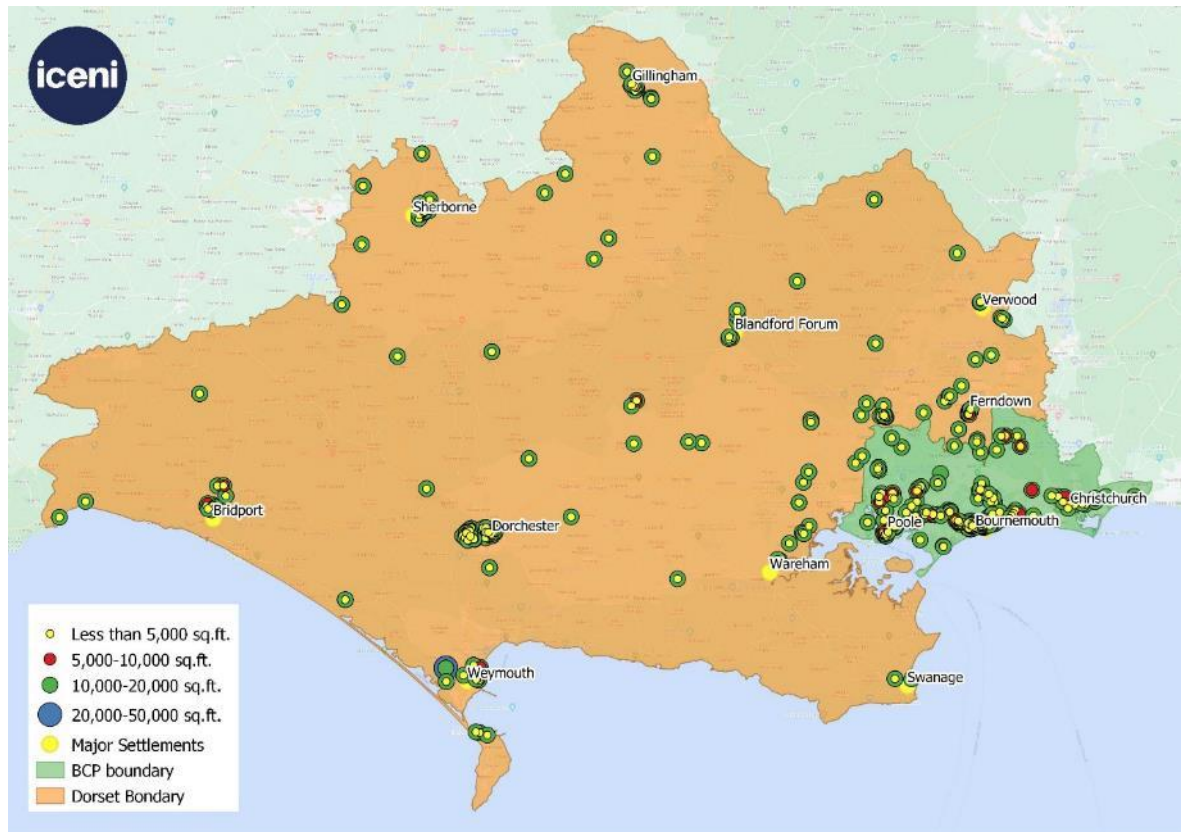 iceni
Gillingham
Sherborne
Verwood
Blandford Forum
Ferndown
Bridport
Dorchester
Poole
Bournemouth
Christchurch
Wareham
Weymouth
Swanage
Less than 5,000 sq.ft.
5,000-10,000 sq.ft.
10,000-20,000 sq.ft.
20,000-50,000 sq.ft.
Major Settlements
BCP boundary
Dorset Bondary